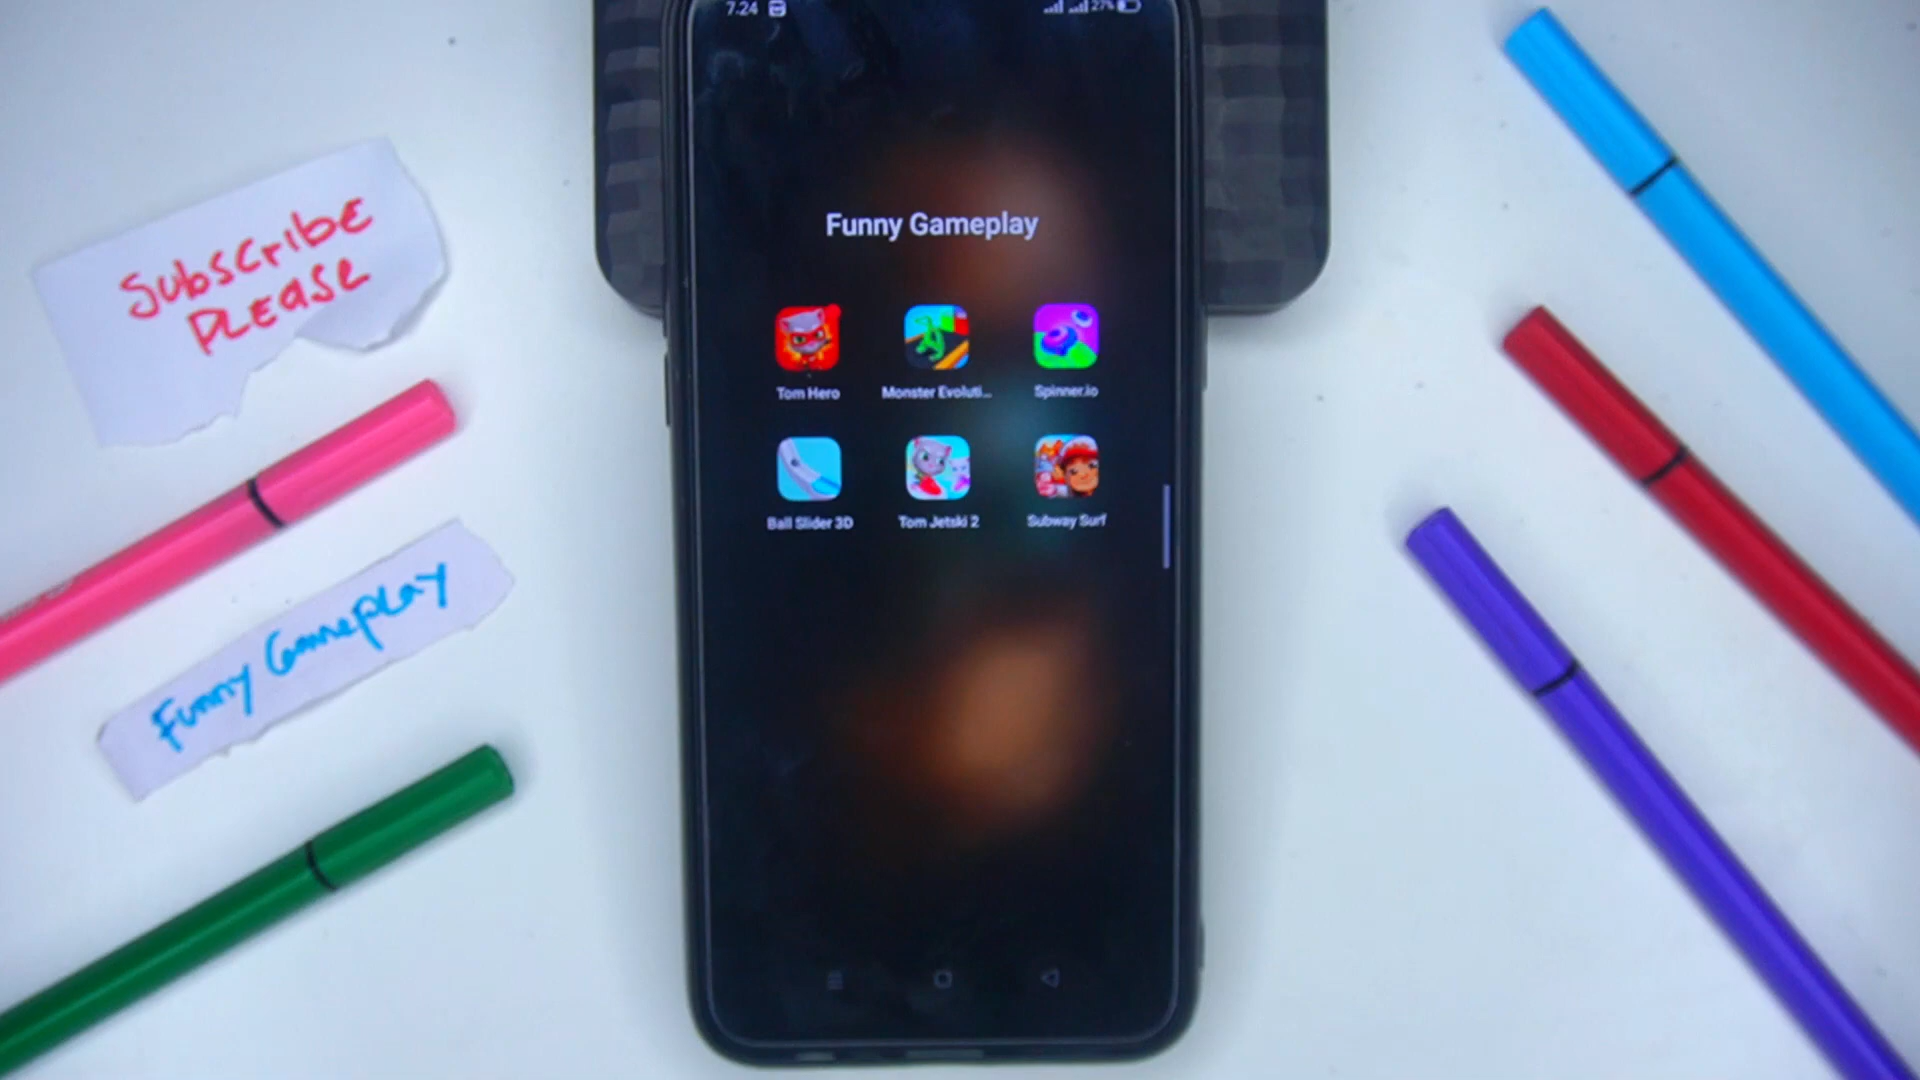 7.24
27%
SUBSCRIBE
PLEASE
Funny Gameplay
Tom Hero
Monster Evoluti...
Spinner.io
Ball Slider 3D
Tom Jetski 2
Subway Surf
Funny Gameplay